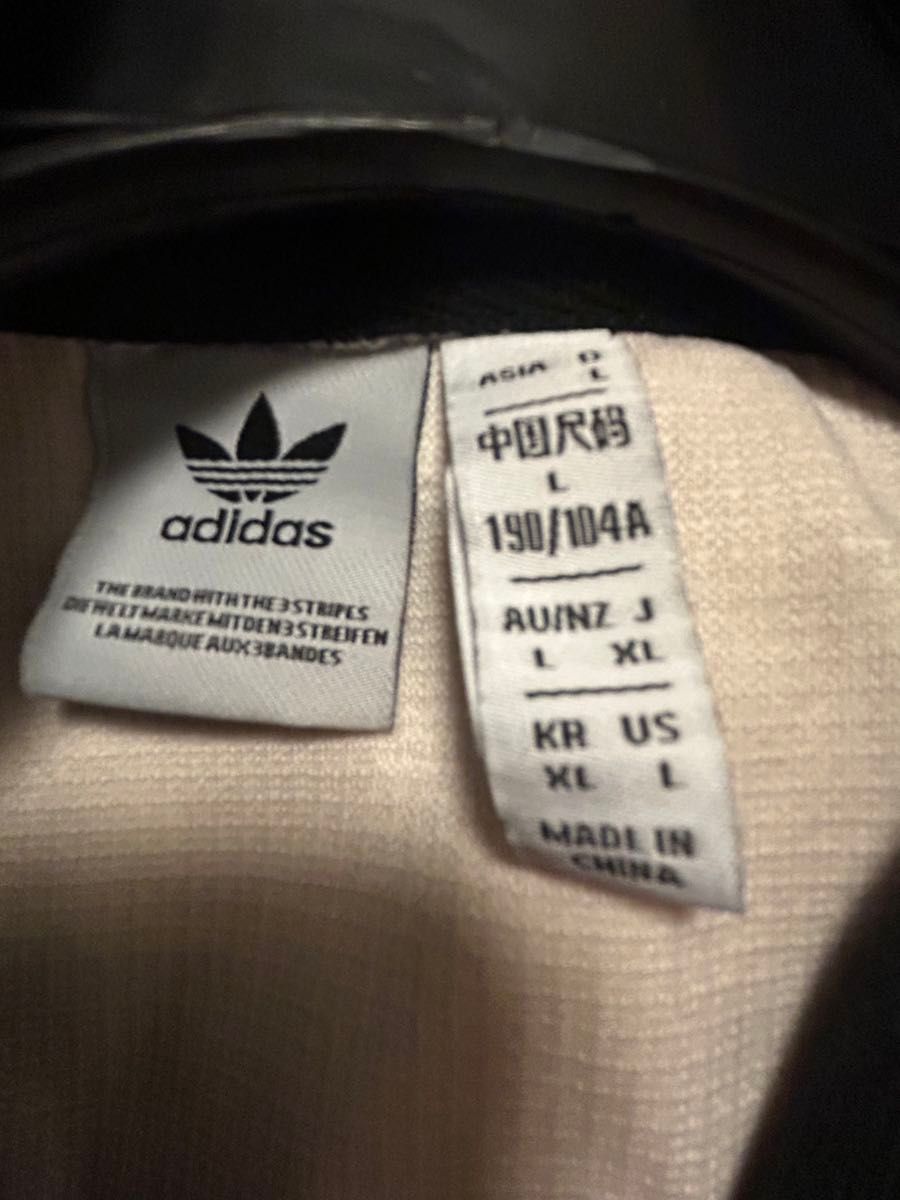 adidas
THE BRAND WITH THE 3 STRIPES
DIE WELTMARKE MIT DEN 3 STREIFEN
LA MARQUE AUX 3 BANDES
ASIA D
L
中国尺码
L
190/104A
AU/NZ J
L XL
KR US
XL L
MADE IN
CHINA